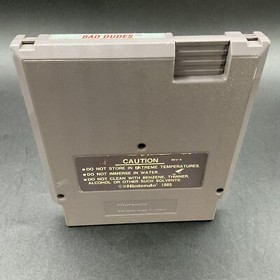 BAD DUDES
CAUTION
REV-A
●DO NOT STORE IN EXTREME TEMPERATURES.
●DO NOT IMMERSE IN WATER.
●DO NOT CLEAN WITH BENZENE, THINNER,
ALCOHOL OR OTHER SUCH SOLVENTS.
©Nintendo 1985